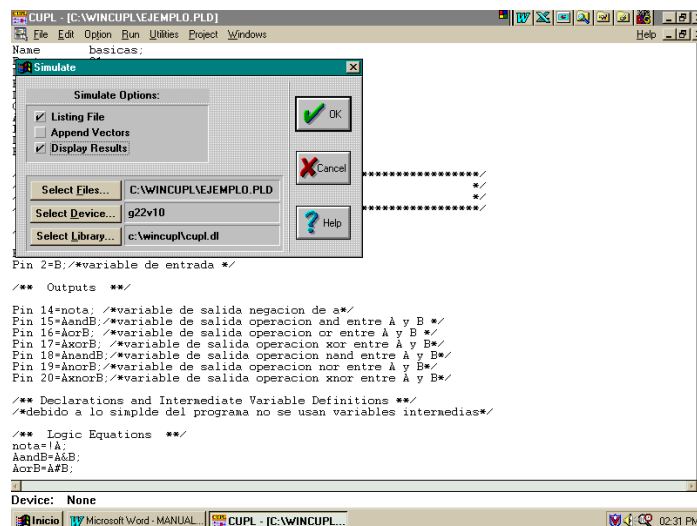 CUPL - [C:\WINCUPL\EJEMPLO.PLD]
File Edit Option Run Utilities Project Windows
Help
Name basicas;
Simulate
Simulate Options:
Listing File
Append Vectors
Display Results
OK
Cancel
Help
Select Files... C:\WINCUPL\EJEMPLO.PLD
Select Device... g22v10
Select Library... c:\wincupl\cupl.dl
*******************/
*/
*/
*******************/
Pin 2=B;/*variable de entrada */
/** Outputs **/
Pin 14=nota; /*variable de salida negacion de a*/
Pin 15=AandB;/*variable de salida operacion and entre A y B */
Pin 16=AorB; /*variable de salida operacion or entre A y B */
Pin 17=AxorB; /*variable de salida operacion xor entre A y B*/
Pin 18=AnandB;/*variable de salida operacion nand entre A y B*/
Pin 19=AnorB;/*variable de salida operacion nor entre A y B*/
Pin 20=AxnorB;/*variable de salida operacion xnor entre A y B*/
/** Declarations and Intermediate Variable Definitions **/
/*debido a lo simplde del programa no se usan variables intermedias*/
/** Logic Equations **/
nota=!A;
AandB=A&B;
AorB=A#B;
Device: None
Inicio Microsoft Word - MANUAL... CUPL - [C:\WINCUPL... 02:31 PM